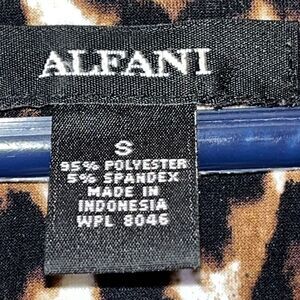 ALFANI
S
95% POLYESTER
5% SPANDEX
MADE IN
INDONESIA
WPL 8046